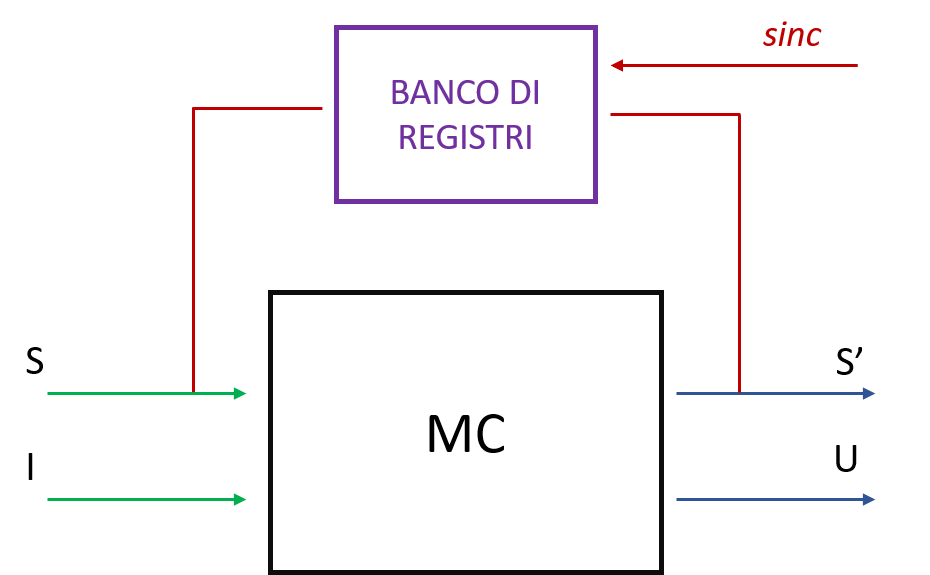 sinc
BANCO DI
REGISTRI
S
S’
MC
I
U